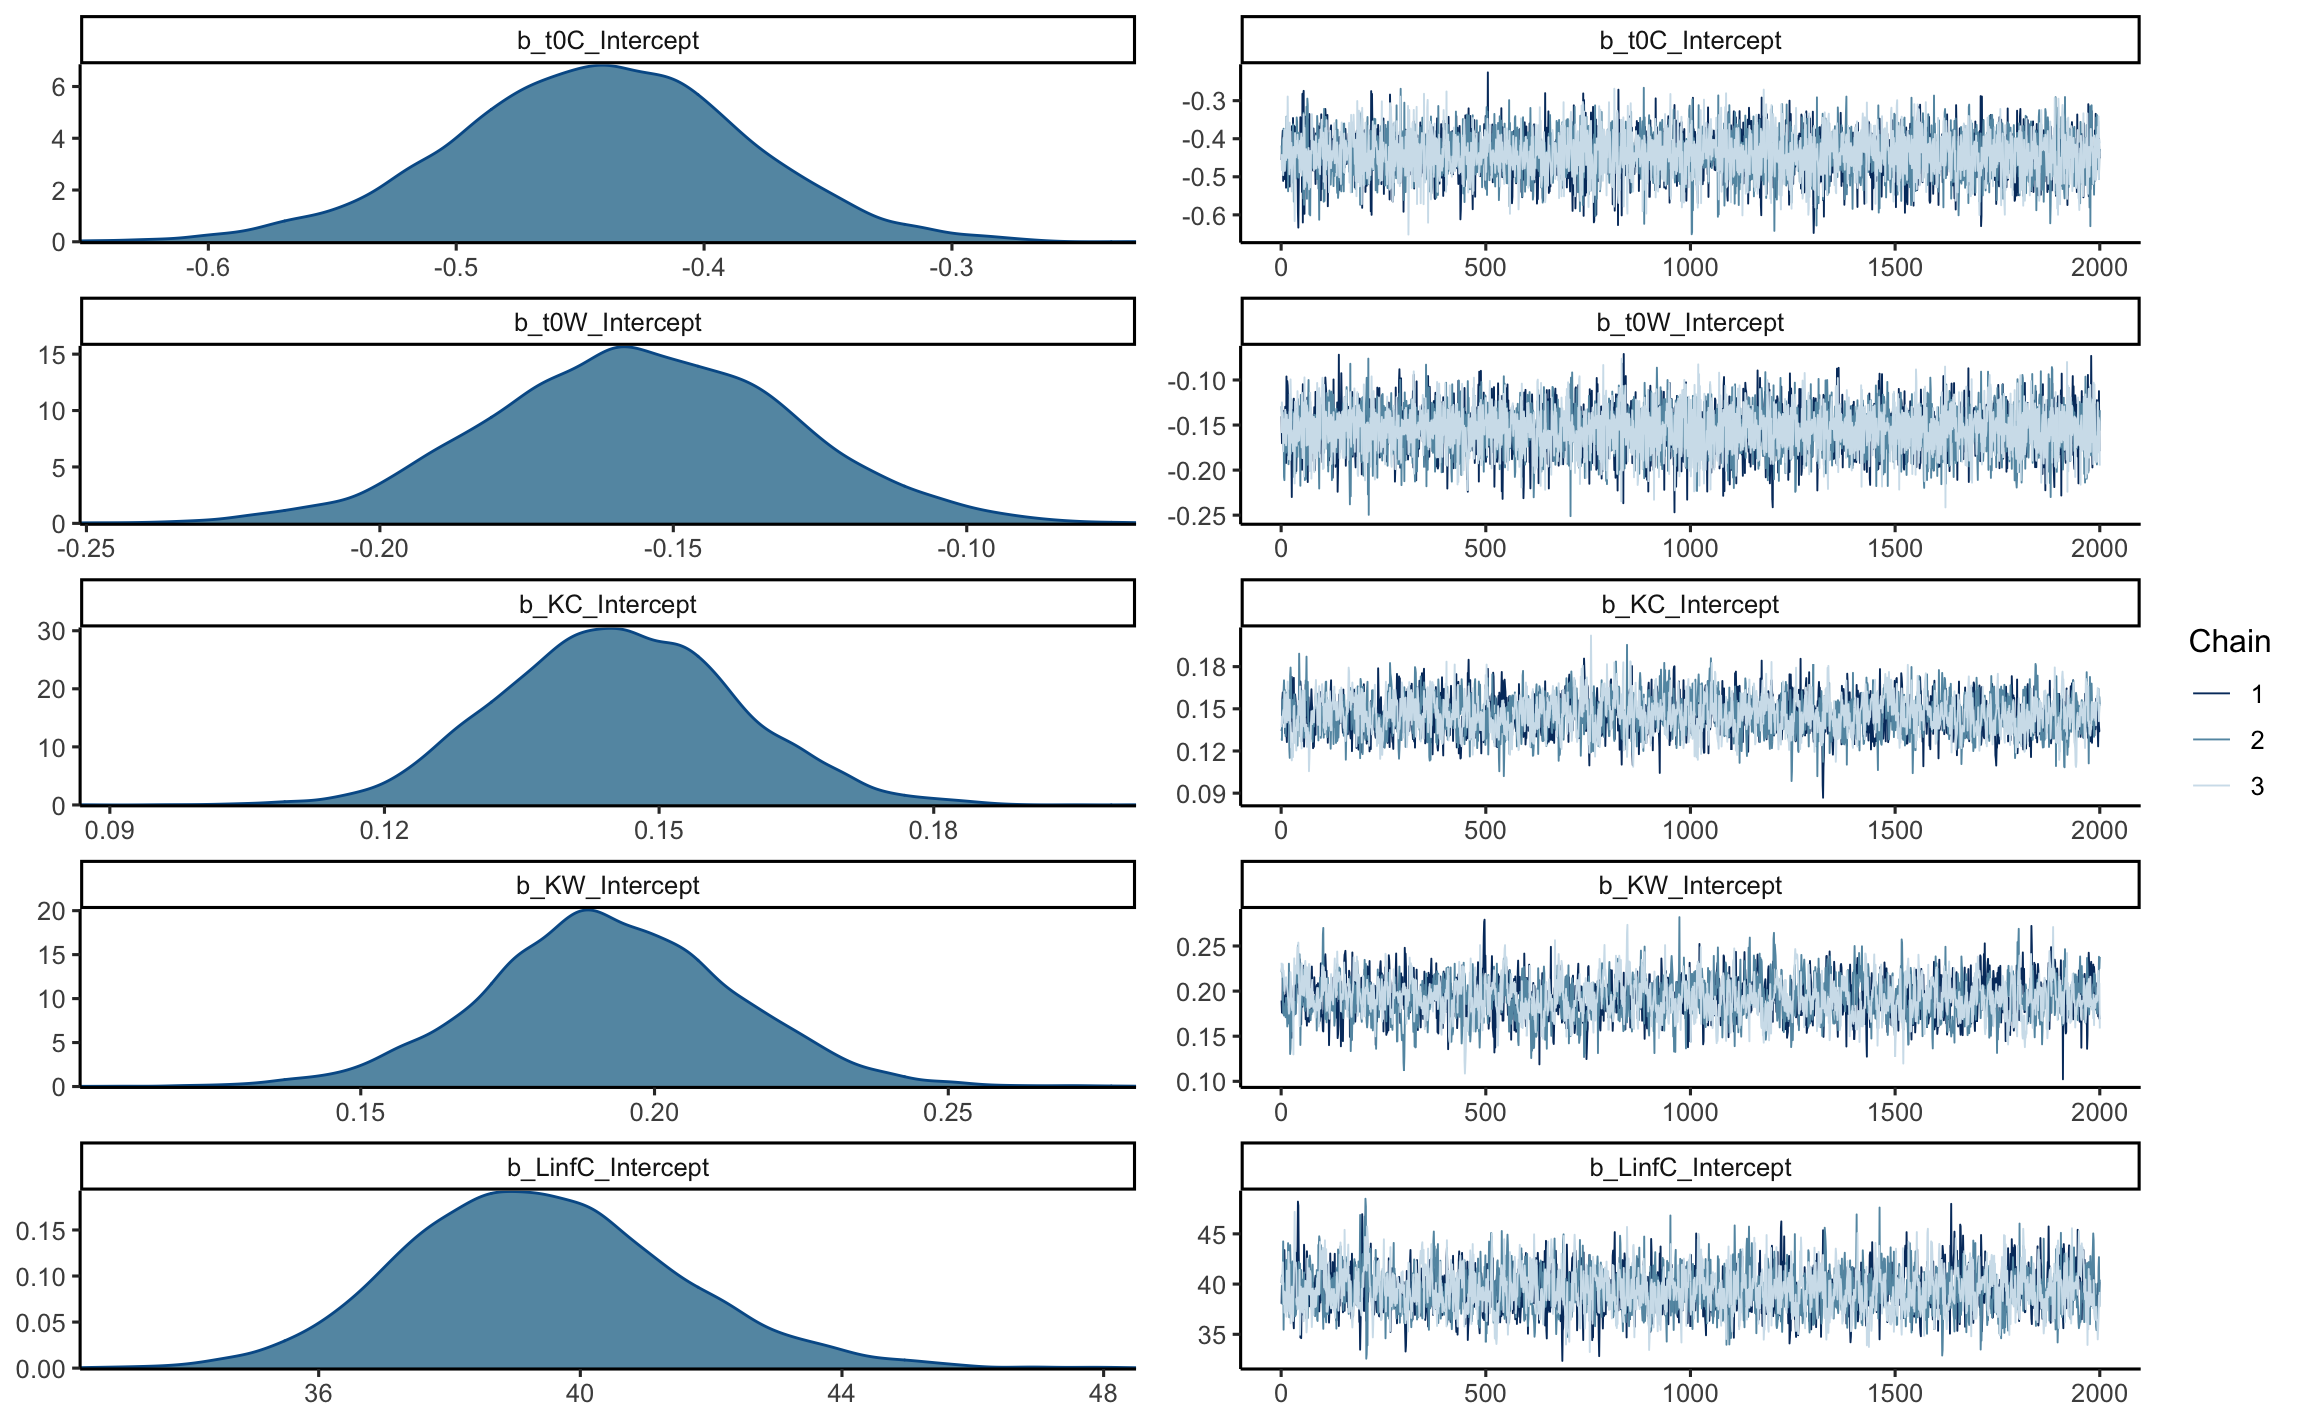 b_t0C_Intercept
6
4
2
0
-0.6 -0.5 -0.4 -0.3
b_t0C_Intercept
-0.3
-0.4
-0.5
-0.6
0 500 1000 1500 2000
b_t0W_Intercept
15
10
5
0
-0.25 -0.20 -0.15 -0.10
b_t0W_Intercept
-0.10
-0.15
-0.20
-0.25
0 500 1000 1500 2000
b_KC_Intercept
30
20
10
0
0.09 0.12 0.15 0.18
b_KC_Intercept
0.18
0.15
0.12
0.09
0 500 1000 1500 2000
b_KW_Intercept
20
15
10
5
0
0.15 0.20 0.25
b_KW_Intercept
0.25
0.20
0.15
0.10
0 500 1000 1500 2000
b_LinfC_Intercept
0.15
0.10
0.05
0.00
36 40 44 48
b_LinfC_Intercept
45
40
35
0 500 1000 1500 2000
Chain
1
2
3